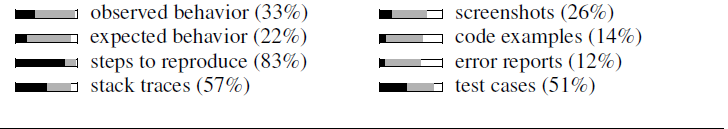 observed behavior (33%)
expected behavior (22%)
steps to reproduce (83%)
stack traces (57%)
screenshots (26%)
code examples (14%)
error reports (12%)
test cases (51%)